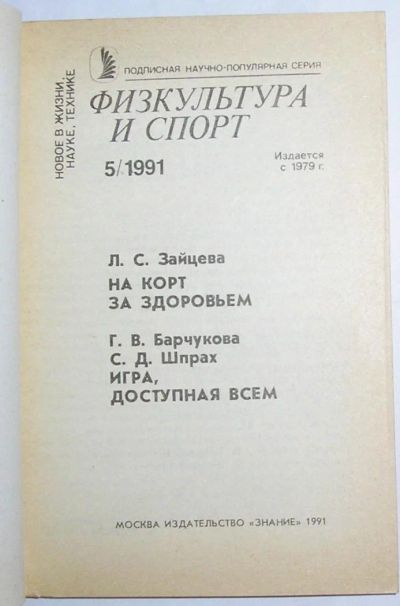 НОВОЕ В ЖИЗНИ,
НАУКЕ, ТЕХНИКЕ
ПОДПИСНАЯ НАУЧНО-ПОПУЛЯРНАЯ СЕРИЯ
ФИЗКУЛЬТУРА
И СПОРТ
5/1991
Издается
с 1979 г.
Л. С. Зайцева
НА КОРТ
ЗА ЗДОРОВЬЕМ
Г. В. Барчукова
С. Д. Шпрах
ИГРА,
ДОСТУПНАЯ ВСЕМ
МОСКВА ИЗДАТЕЛЬСТВО «ЗНАНИЕ» 1991